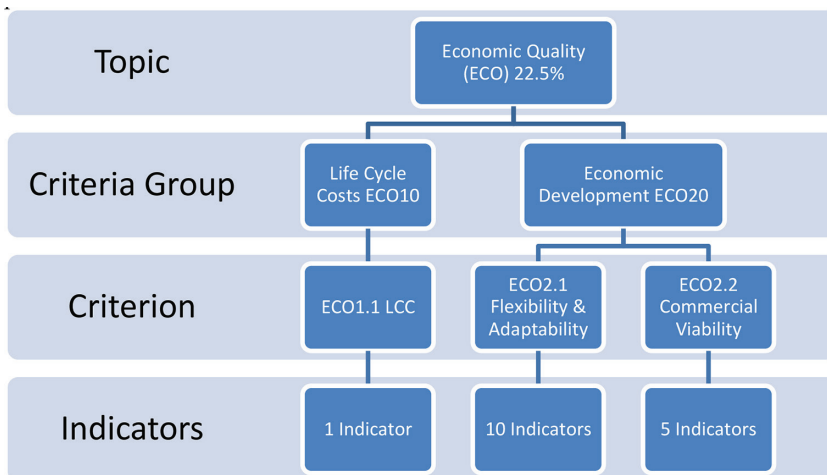 Topic
Economic Quality
(ECO) 22.5%
Criteria Group
Life Cycle
Costs ECO10
Economic
Development ECO20
Criterion
ECO1.1 LCC
ECO2.1
Flexibility &
Adaptability
ECO2.2
Commercial
Viability
Indicators
1 Indicator
10 Indicators
5 Indicators